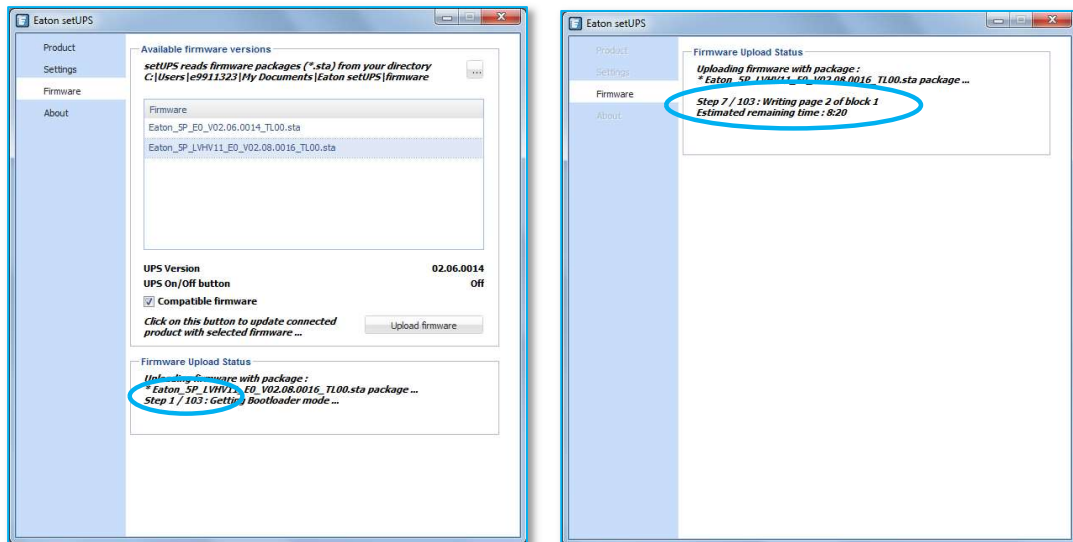 Eaton setUPS
Product
Settings
Firmware
About
Available firmware versions
setUPS reads firmware packages (*.sta) from your directory
C:\Users\e9911323\My Documents\Eaton setUPS\firmware
...
Firmware
Eaton_5P_E0_V02.06.0014_TL00.sta
Eaton_5P_LVHV11_E0_V02.08.0016_TL00.sta
UPS Version 02.06.0014
UPS On/Off button Off
Compatible firmware
Click on this button to update connected
product with selected firmware ...
Upload firmware
Firmware Upload Status
Uploading firmware with package :
* Eaton_5P_LVHV11_E0_V02.08.0016_TL00.sta package ...
Step 1 / 103 : Getting Bootloader mode ...
Eaton setUPS
Product
Settings
Firmware
About
Firmware Upload Status
Uploading firmware with package :
* Eaton_5P_LVHV11_E0_V02.08.0016_TL00.sta package ...
Step 7 / 103 : Writing page 2 of block 1
Estimated remaining time : 8:20